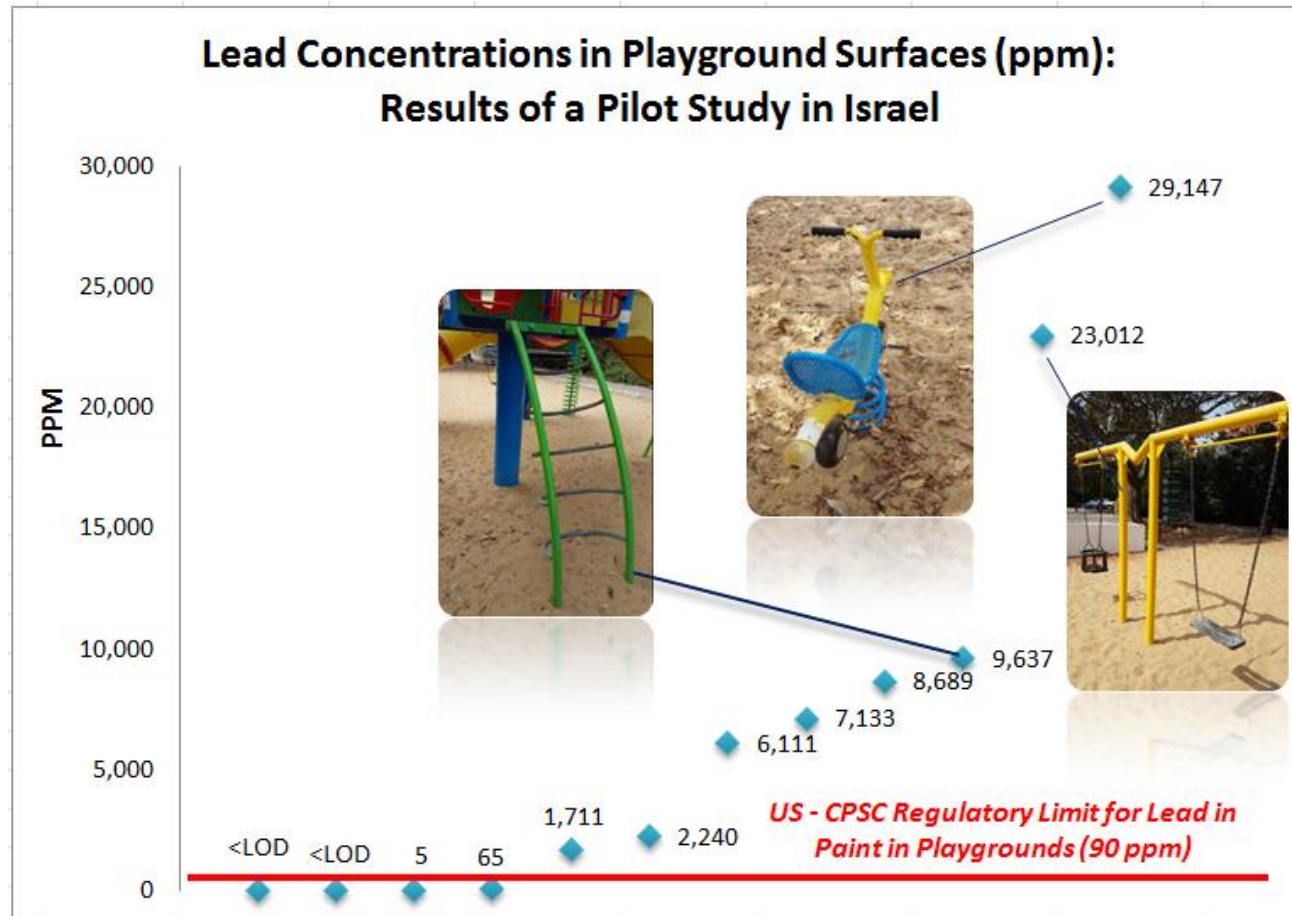 Lead Concentrations in Playground Surfaces (ppm):
Results of a Pilot Study in Israel
30,000
25,000
20,000
15,000
10,000
5,000
0
PPM
29,147
23,012
9,637
8,689
7,133
6,111
2,240
1,711
65
5
<LOD
<LOD
US - CPSC Regulatory Limit for Lead in
Paint in Playgrounds (90 ppm)